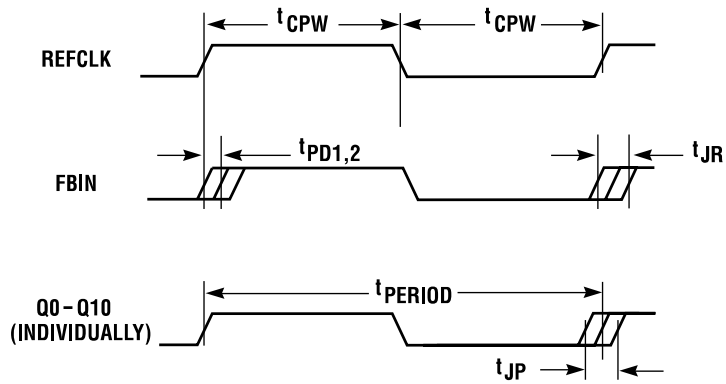 tCPW tCPW
REFCLK
tPD1,2 tJR
FBIN
tPERIOD
Q0–Q10
(INDIVIDUALLY)
tJP